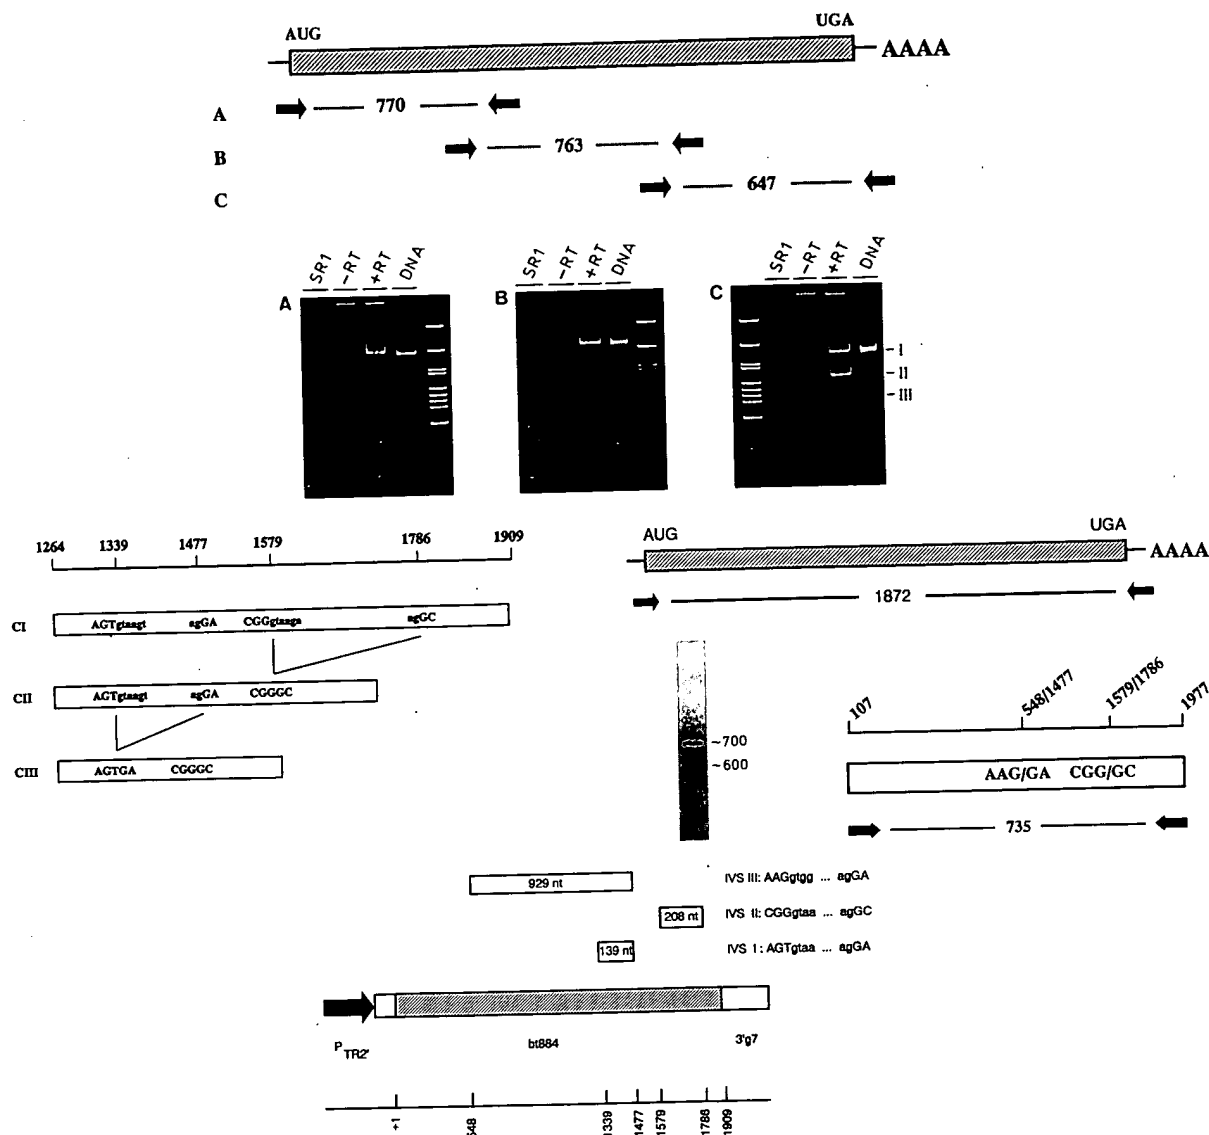 AUG UGA
AAAA
A 770
B 763
C 647
SR1 -RT +RT DNA
SR1 -RT +RT DNA
SR1 -RT +RT DNA
A
B
C
I
II
III
1264 1339 1477 1579 1786 1909
CI AGTgtaagt agGA CGGgtaaga agGC
CII AGTgtaagt agGA CGGGC
CIII AGTGA CGGGC
AUG UGA
AAAA
1872
~700
~600
107 548/1477 1579/1786 1977
AAG/GA CGG/GC
735
929 nt IVS III: AAGgtgg ... agGA
208 nt IVS II: CGGgtaa ... agGC
139 nt IVS I: AGTgtaa ... agGA
PTR2' bt884 3'g7
+1 1339 1477 1579 1786 1909